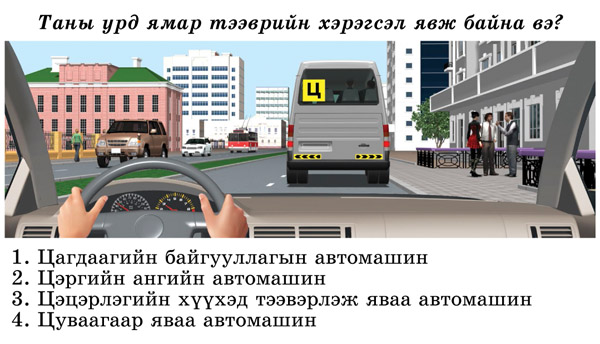 Таны урд ямар тээврийн хэрэгсэл явж байна вэ?
Ц
1. Цагдаагийн байгууллагын автомашин
2. Цэргийн ангийн автомашин
3. Цэцэрлэгийн хүүхэд тээвэрлэж яваа автомашин
4. Цуваагаар яваа автомашин